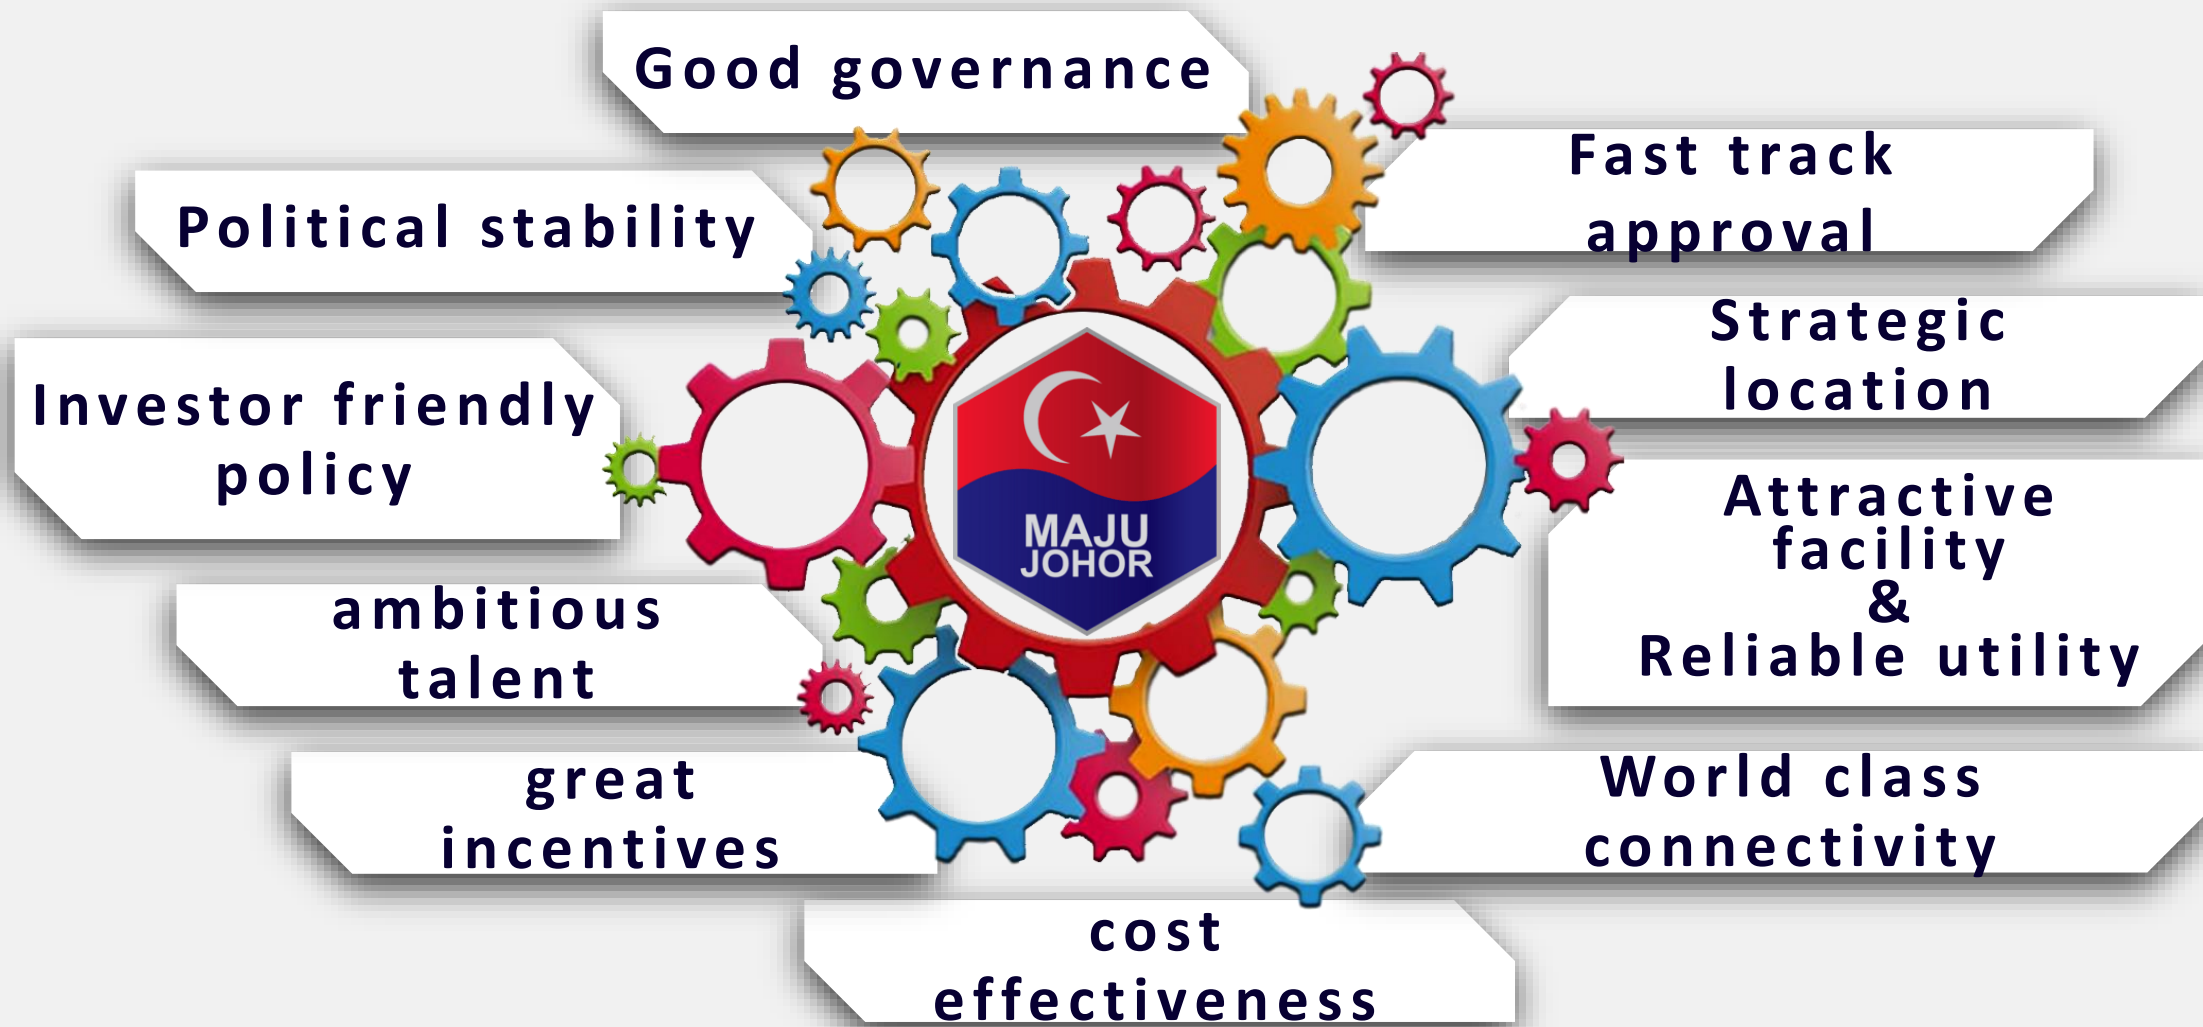 Good governance
Fast track
approval
Political stability
Strategic
location
Investor friendly
policy
Attractive
facility
&
Reliable utility
MAJU
JOHOR
ambitious
talent
great
incentives
World class
connectivity
cost
effectiveness